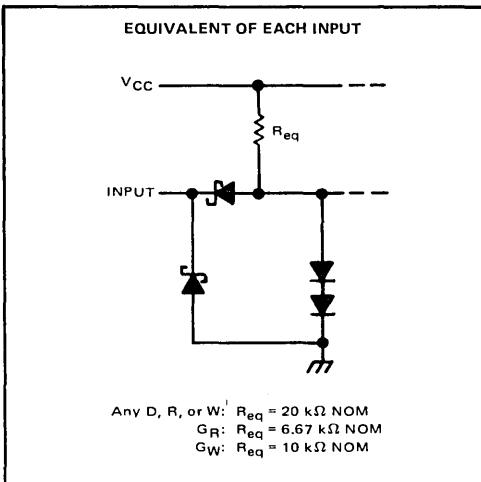 EQUIVALENT OF EACH INPUT
VCC
Req
INPUT
Any D, R, or W: Req = 20 kΩ NOM
GR: Req = 6.67 kΩ NOM
GW: Req = 10 kΩ NOM